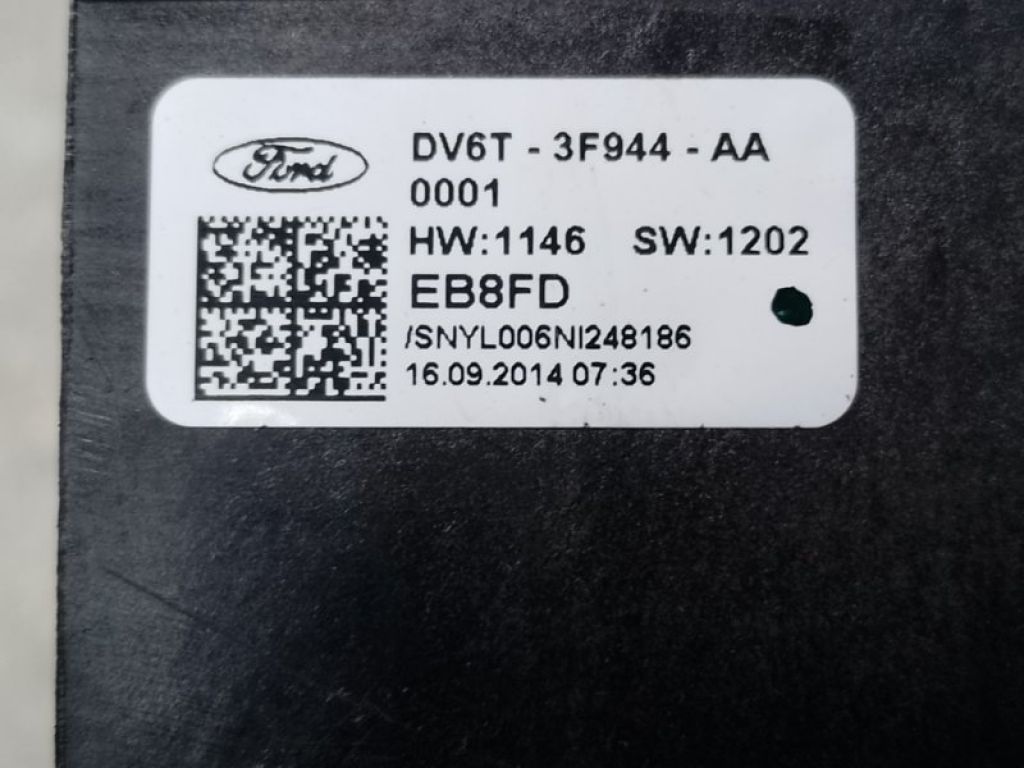 Ford
DV6T - 3F944 - AA
0001
HW:1146 SW:1202
EB8FD
/SNYL006NI248186
16.09.2014 07:36